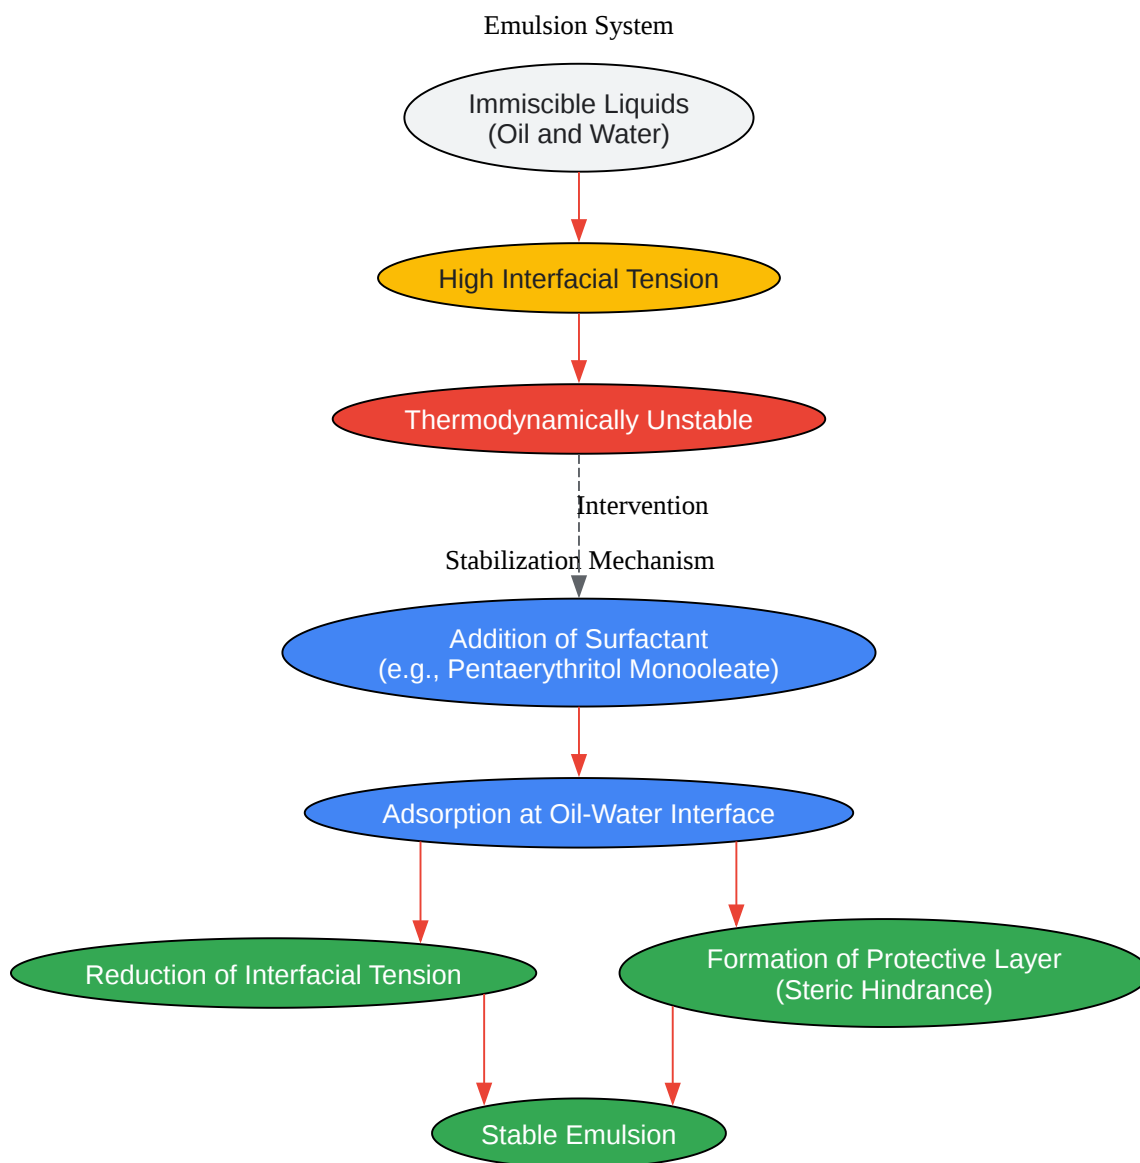 Emulsion System
Immiscible Liquids
(Oil and Water)
High Interfacial Tension
Thermodynamically Unstable
Intervention
Stabilization Mechanism
Addition of Surfactant
(e.g., Pentaerythritol Monooleate)
Adsorption at Oil-Water Interface
Reduction of Interfacial Tension
Formation of Protective Layer
(Steric Hindrance)
Stable Emulsion